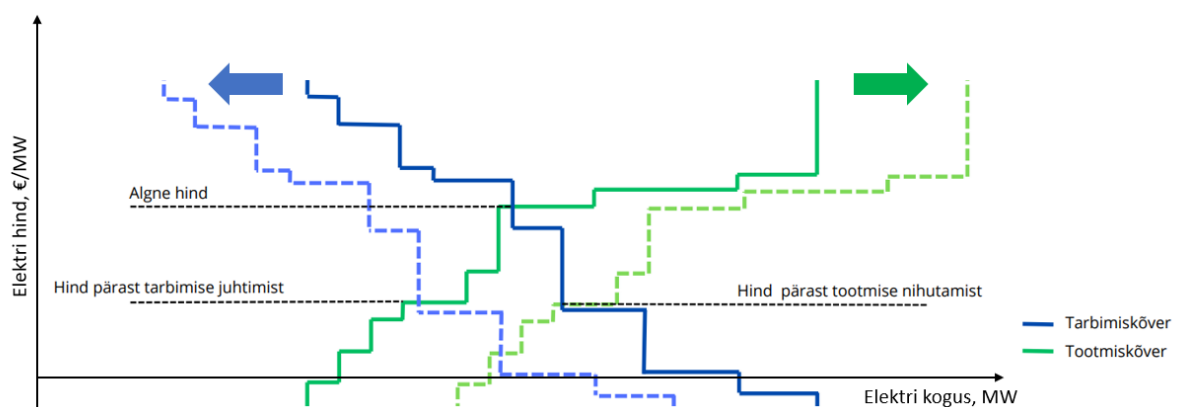 Elektri hind, €/MW
Algne hind
Hind pärast tarbimise juhtimist
Hind pärast tootmise nihutamist
Tarbimiskõver
Tootmiskõver
Elektri kogus, MW